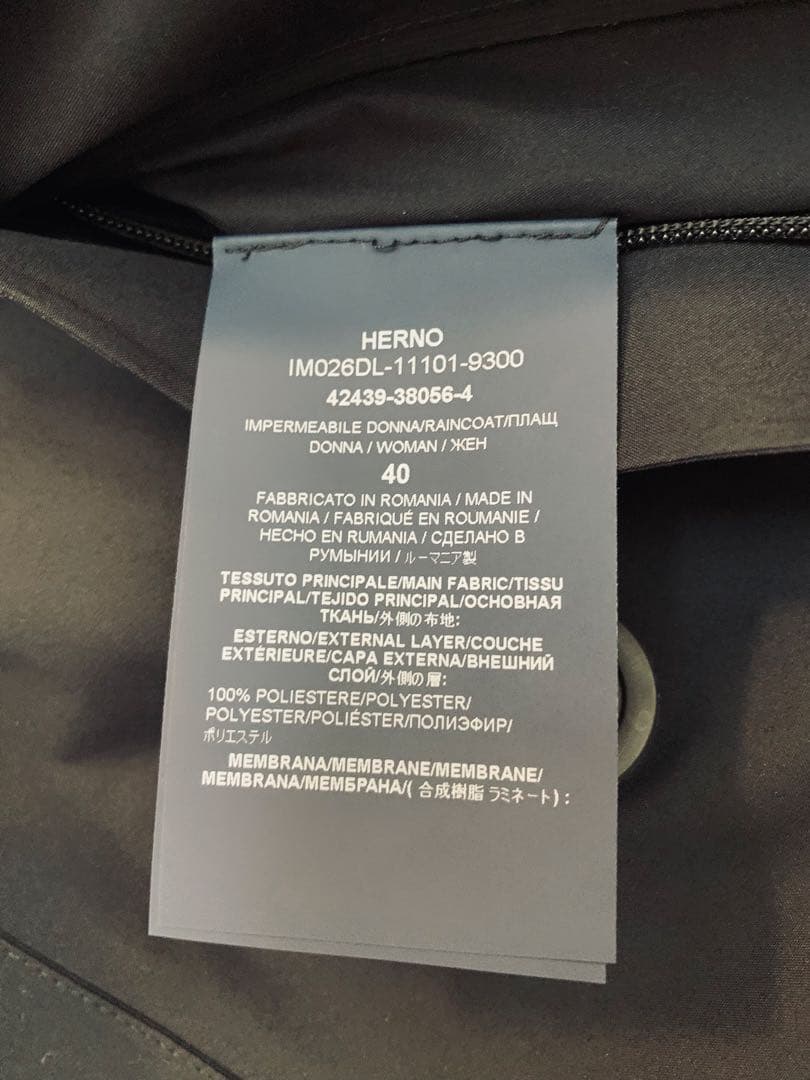 HERNO
IM026DL-11101-9300
42439-38056-4
IMPERMEABILE DONNA/RAINCOAT/ПЛАЩ
DONNA / WOMAN / ЖЕН
40
FABBRICATO IN ROMANIA / MADE IN
ROMANIA / FABRIQUÉ EN ROUMANIE /
HECHO EN RUMANIA / СДЕЛАНО В
РУМЫНИИ / ルーマニア製
TESSUTO PRINCIPALE/MAIN FABRIC/TISSU
PRINCIPAL/TEJIDO PRINCIPAL/ОСНОВНАЯ
ТКАНЬ/外側の布地:
ESTERNO/EXTERNAL LAYER/COUCHE
EXTÉRIEURE/CAPA EXTERNA/ВНЕШНИЙ
СЛОЙ/外側の層:
100% POLIESTERE/POLYESTER/
POLYESTER/POLIÉSTER/ПОЛИЭФИР/
ポリエステル
MEMBRANA/MEMBRANE/MEMBRANE/
MEMBRANA/МЕМБРАНА/( 合成樹脂 ラミネート) :